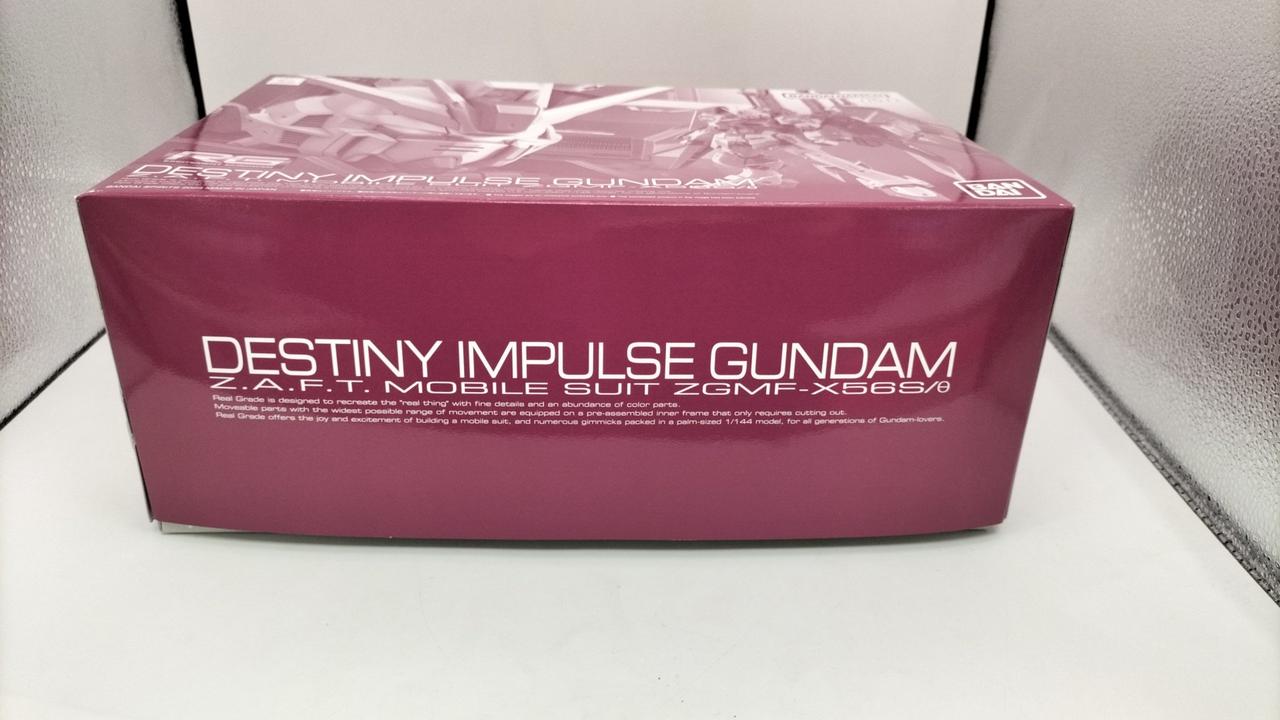 RG
DESTINY IMPULSE GUNDAM
BAN
DAI
DESTINY IMPULSE GUNDAM
Z.A.F.T. MOBILE SUIT ZGMF-X56S/θ
Real Grade is designed to recreate the "real thing" with fine details and an abundance of color parts.
Moveable parts with the widest possible range of movement are equipped on a pre-assembled inner frame that only requires cutting out.
Real Grade offers the joy and excitement of building a mobile suit, and numerous gimmicks packed in a palm-sized 1/144 model, for all generations of Gundam-lovers.